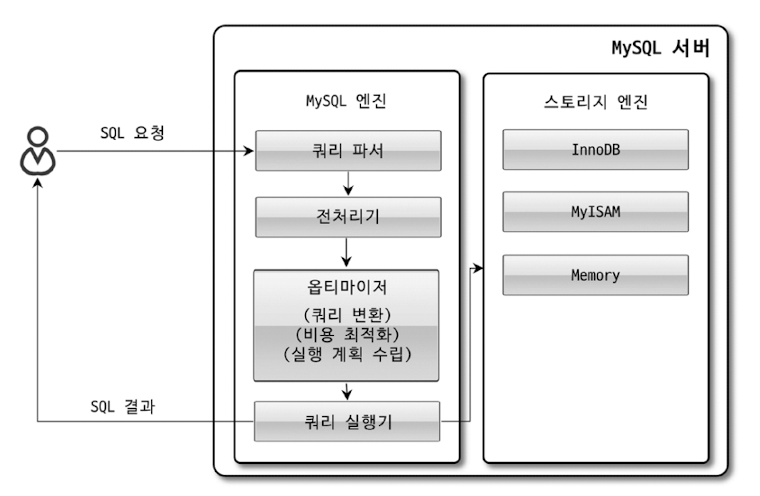 MySQL 서버
MySQL 엔진
스토리지 엔진
SQL 요청
쿼리 파서
InnoDB
전처리기
MyISAM
옵티마이저
(쿼리 변환)
(비용 최적화)
(실행 계획 수립)
Memory
SQL 결과
쿼리 실행기